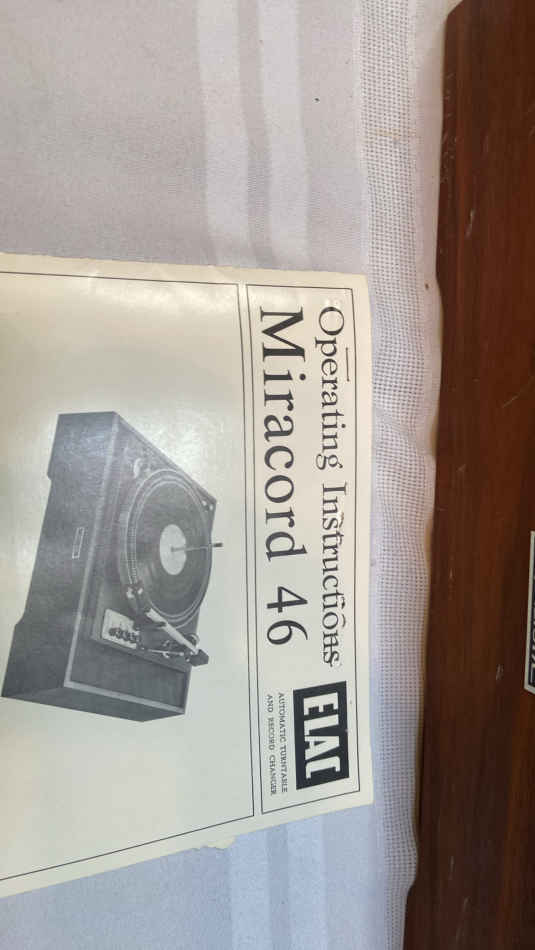 Operating Instructions
Miracord 46
ELAC
AUTOMATIC TURNTABLE
AND RECORD CHANGER